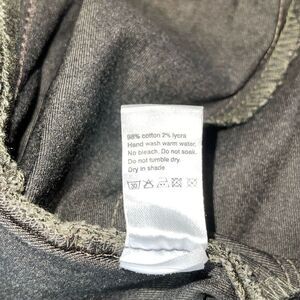 98% cotton 2% lycra
Hand wash warm water.
No bleach. Do not soak.
Do not tumble dry.
Dry in shade